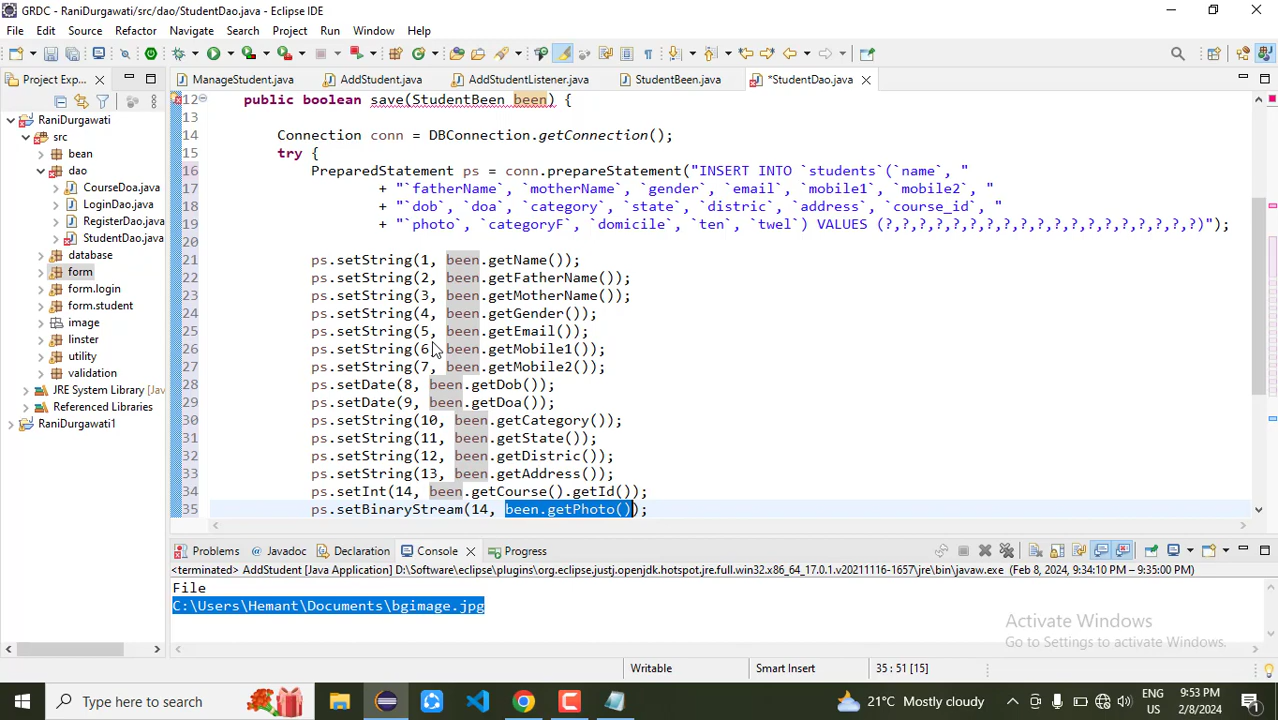 GRDC - RaniDurgawati/src/dao/StudentDao.java - Eclipse IDE
File Edit Source Refactor Navigate Search Project Run Window Help
Project Exp...
ManageStudent.java AddStudent.java AddStudentListener.java StudentBeen.java *StudentDao.java
RaniDurgawati
src
bean
dao
CourseDoa.java
LoginDao.java
RegisterDao.java
StudentDao.java
database
form
form.login
form.student
image
linster
utility
validation
JRE System Library [JavaSE
Referenced Libraries
RaniDurgawati1
12 public boolean save(StudentBeen been) {
13
14 Connection conn = DBConnection.getConnection();
15 try {
16 PreparedStatement ps = conn.prepareStatement("INSERT INTO `students`(`name`, "
17 + "`fatherName`, `motherName`, `gender`, `email`, `mobile1`, `mobile2`, "
18 + "`dob`, `doa`, `category`, `state`, `distric`, `address`, `course_id`, "
19 + "`photo`, `categoryF`, `domicile`, `ten`, `twel`) VALUES (?,?,?,?,?,?,?,?,?,?,?,?,?,?,?,?,?,?,?)");
20
21 ps.setString(1, been.getName());
22 ps.setString(2, been.getFatherName());
23 ps.setString(3, been.getMotherName());
24 ps.setString(4, been.getGender());
25 ps.setString(5, been.getEmail());
26 ps.setString(6, been.getMobile1());
27 ps.setString(7, been.getMobile2());
28 ps.setDate(8, been.getDob());
29 ps.setDate(9, been.getDoa());
30 ps.setString(10, been.getCategory());
31 ps.setString(11, been.getState());
32 ps.setString(12, been.getDistric());
33 ps.setString(13, been.getAddress());
34 ps.setInt(14, been.getCourse().getId());
35 ps.setBinaryStream(14, been.getPhoto());
Problems Javadoc Declaration Console Progress
<terminated> AddStudent [Java Application] D:\Software\eclipse\plugins\org.eclipse.justj.openjdk.hotspot.jre.full.win32.x86_64_17.0.1.v20211116-1657\jre\bin\javaw.exe (Feb 8, 2024, 9:34:10 PM – 9:35:00 PM)
File
C:\Users\Hemant\Documents\bgimage.jpg
Activate Windows
Go to Settings to activate Windows.
Writable Smart Insert 35 : 51 [15]
Type here to search
21°C Mostly cloudy
ENG
US
9:53 PM
2/8/2024
1